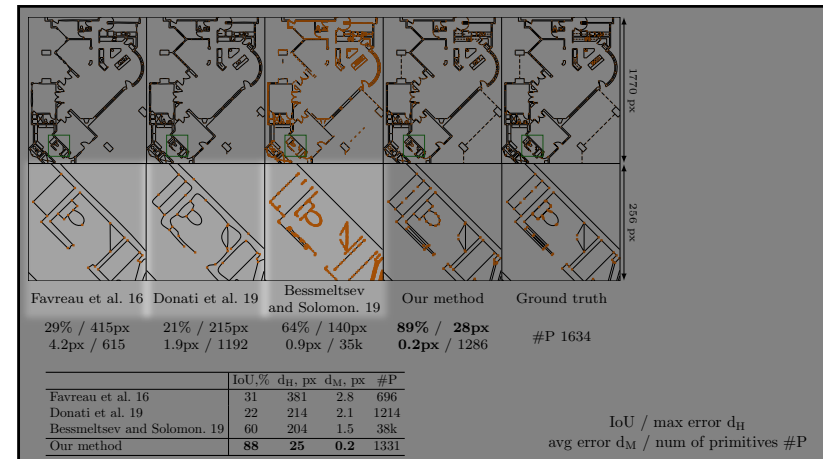 1770 px
256 px
Favreau et al. 16
Donati et al. 19
Bessmeltsev
and Solomon. 19
Our method
Ground truth
29% / 415px
4.2px / 615
21% / 215px
1.9px / 1192
64% / 140px
0.9px / 35k
89% / 28px
0.2px / 1286
#P 1634
IoU,% d_H, px d_M, px #P
Favreau et al. 16 31 381 2.8 696
Donati et al. 19 22 214 2.1 1214
Bessmeltsev and Solomon. 19 60 204 1.5 38k
Our method 88 25 0.2 1331
IoU / max error d_H
avg error d_M / num of primitives #P